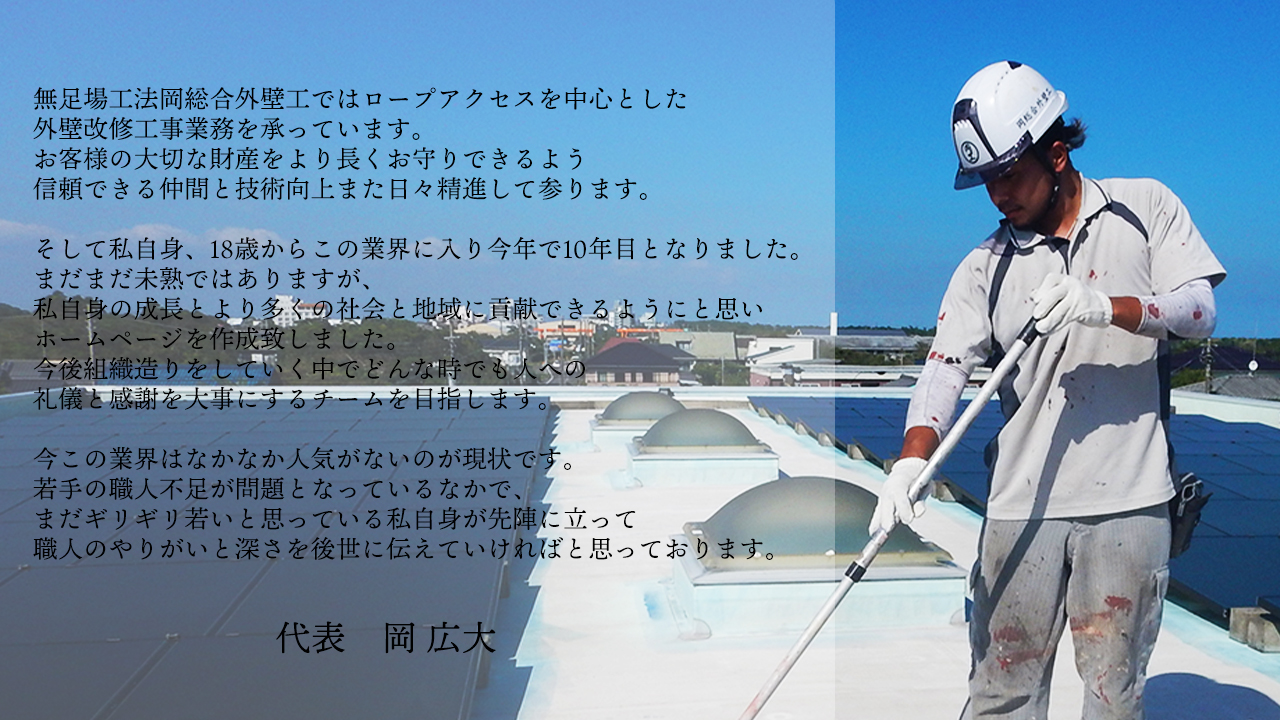 無足場工法岡総合外壁工ではロープアクセスを中心とした
外壁改修工事業務を承っています。
お客様の大切な財産をより長くお守りできるよう
信頼できる仲間と技術向上また日々精進して参ります。
そして私自身、18歳からこの業界に入り今年で10年目となりました。
まだまだ未熟ではありますが、
私自身の成長とより多くの社会と地域に貢献できるようにと思い
ホームページを作成致しました。
今後組織造りをしていく中でどんな時でも人への
礼儀と感謝を大事にするチームを目指します。
今この業界はなかなか人気がないのが現状です。
若手の職人不足が問題となっているなかで、
まだギリギリ若いと思っている私自身が先陣に立って
職人のやりがいと深さを後世に伝えていければと思っております。
代表　岡 広大
岡総合外壁工